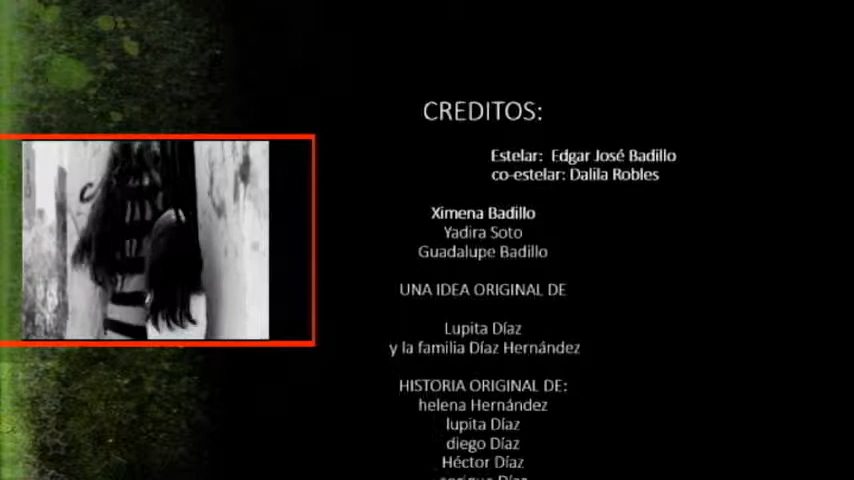 CREDITOS:
Estelar: Edgar José Badillo
co-estelar: Dalila Robles
Ximena Badillo
Yadira Soto
Guadalupe Badillo
UNA IDEA ORIGINAL DE
Lupita Díaz
y la familia Díaz Hernández
HISTORIA ORIGINAL DE:
helena Hernández
lupita Díaz
diego Díaz
Héctor Díaz